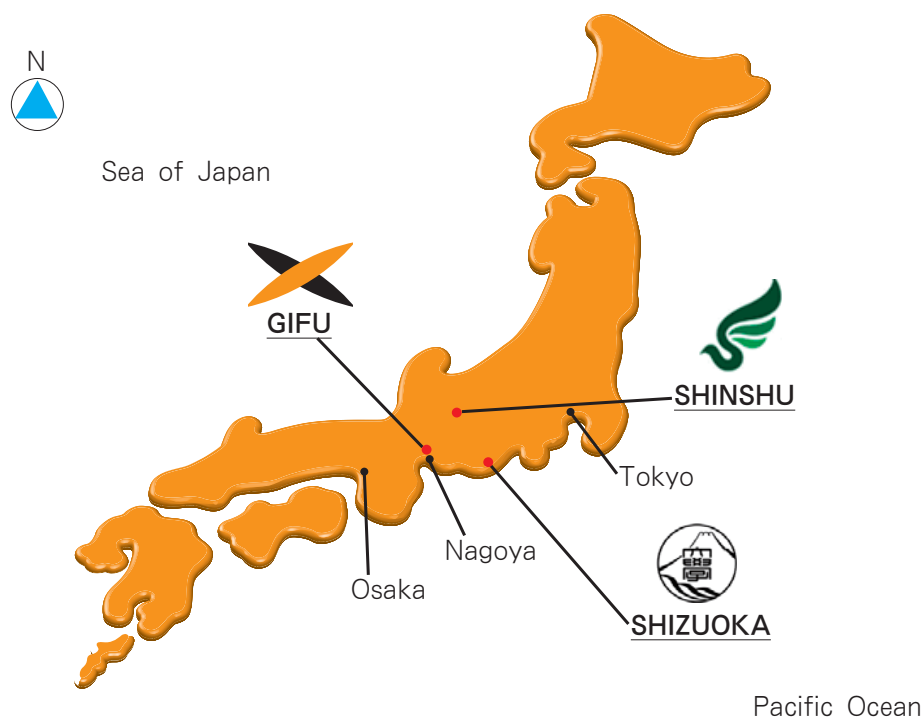 N
Sea of Japan
GIFU
SHINSHU
Tokyo
Nagoya
Osaka
SHIZUOKA
Pacific Ocean